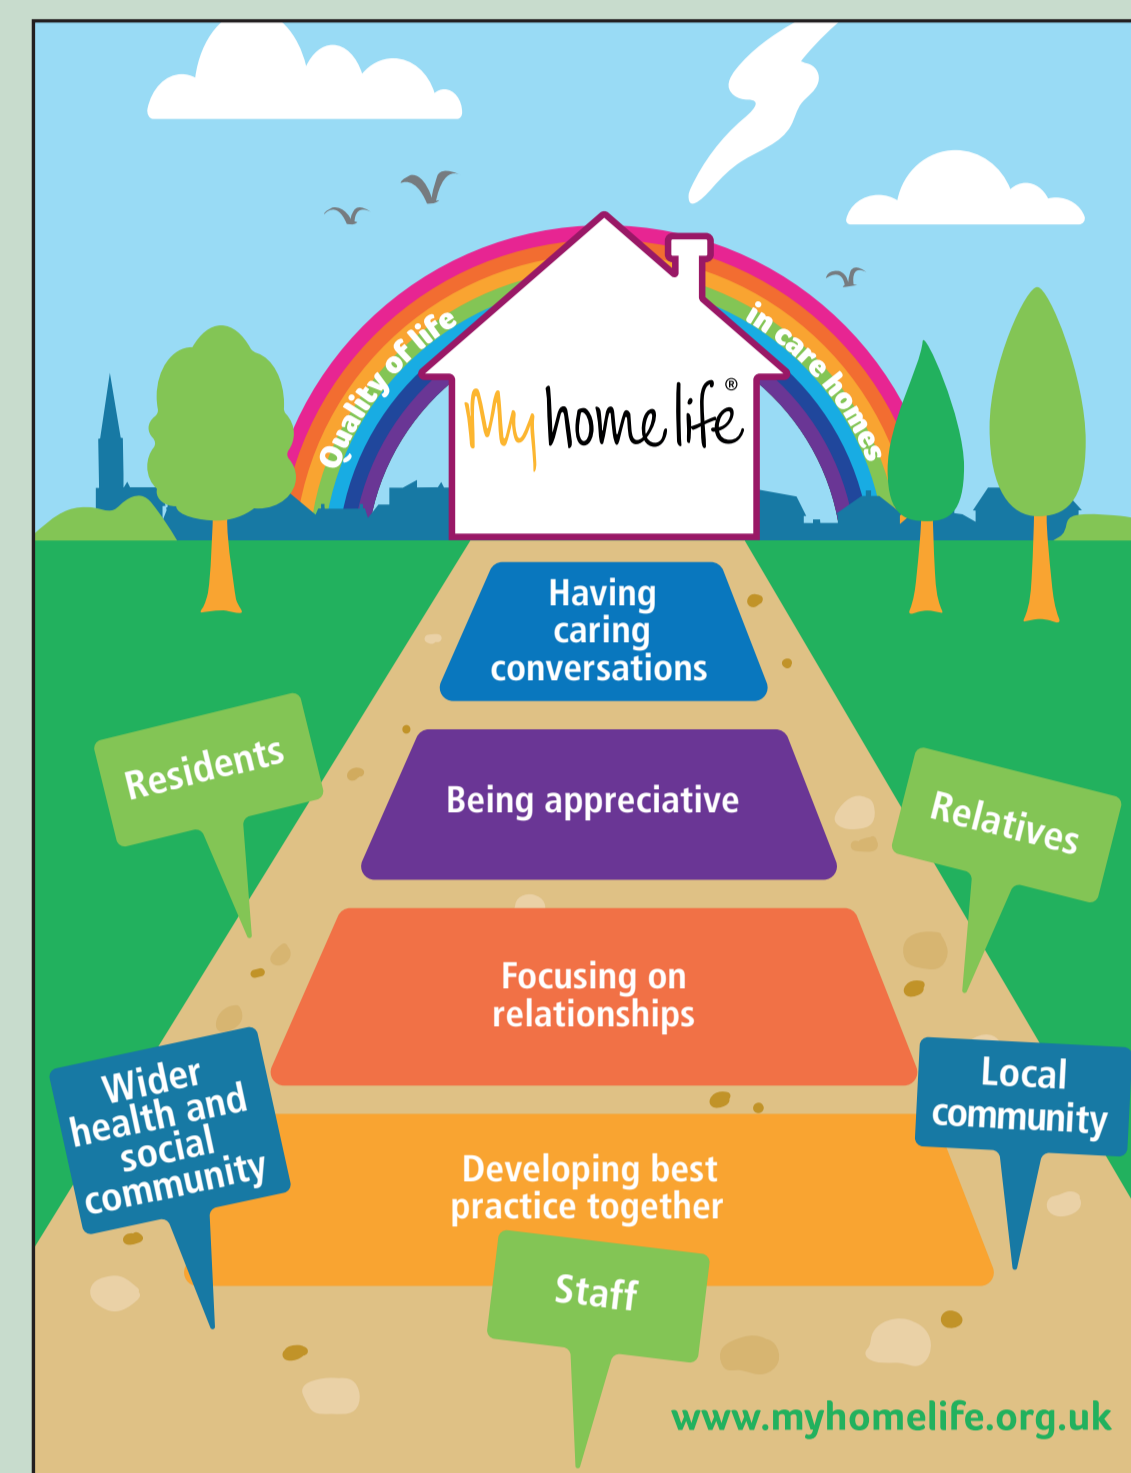 Quality of life
in care homes
My home life®
Having
caring
conversations
Residents
Being appreciative
Relatives
Focusing on
relationships
Wider
health and
social
community
Local
community
Developing best
practice together
Staff
www.myhomelife.org.uk